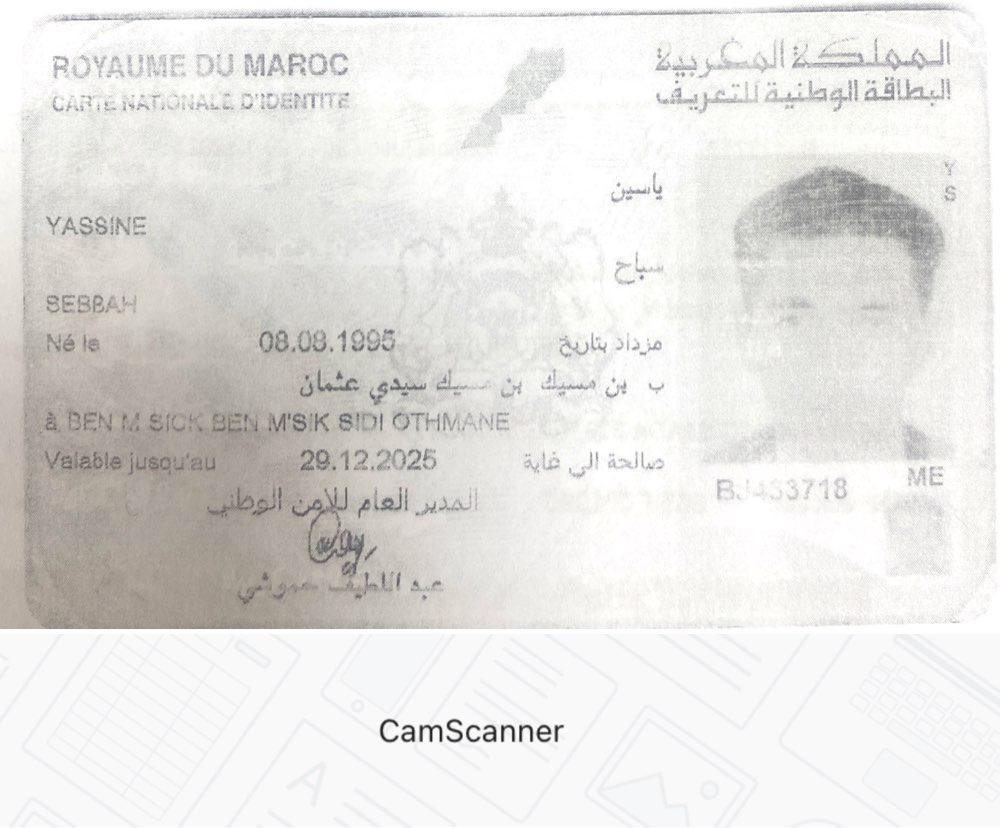 ROYAUME DU MAROC
المملكة المغربية
CARTE NATIONALE D'IDENTITE
البطاقة الوطنية للتعريف
Y
S
ياسين
YASSINE
سباح
SEBBAH
Né le 08.08.1995 مزداد بتاريخ
ب بن مسيك بن مسيك سيدي عثمان
à BEN M SICK BEN M'SIK SIDI OTHMANE
Valable jusqu'au 29.12.2025 صالحة الى غاية
ME
BJ433718
المدير العام للأمن الوطني
عبد اللطيف حموشي
CamScanner